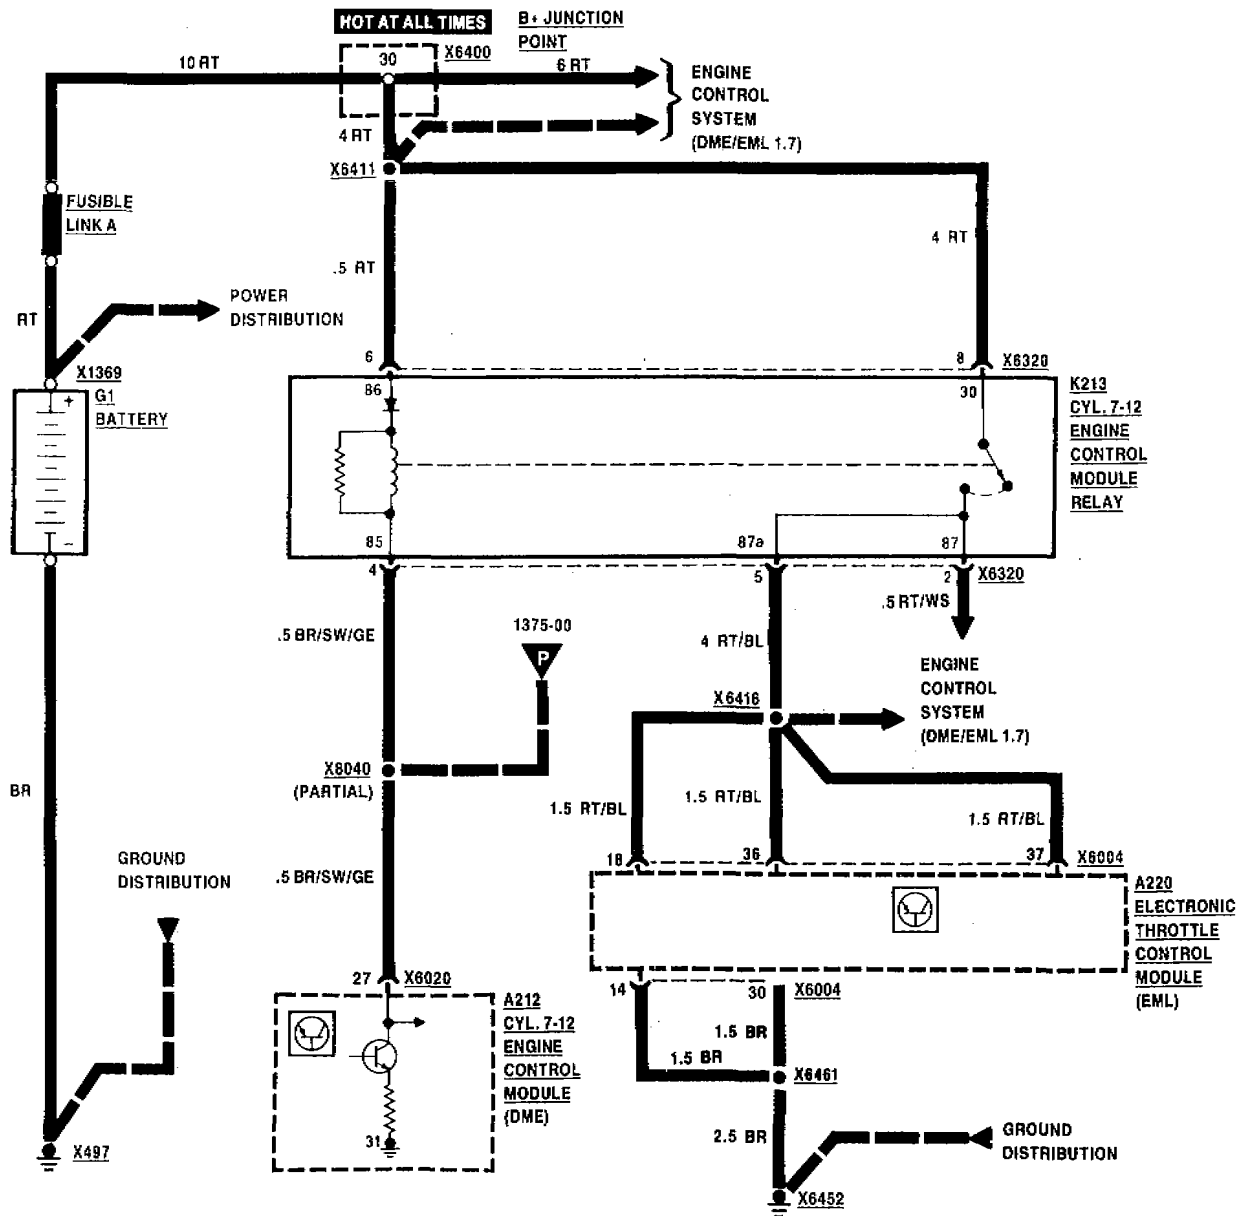 HOT AT ALL TIMES
B+ JUNCTION
POINT
30
X6400
10 RT
6 RT
ENGINE
CONTROL
SYSTEM
(DME/EML 1.7)
4 RT
X6411
FUSIBLE
LINK A
4 RT
.5 RT
POWER
DISTRIBUTION
RT
X1369
G1
BATTERY
+
-
6
8
X6320
86
30
K213
CYL. 7-12
ENGINE
CONTROL
MODULE
RELAY
85
87a
87
4
5
2
X6320
.5 RT/WS
.5 BR/SW/GE
1375-00
P
4 RT/BL
ENGINE
CONTROL
SYSTEM
(DME/EML 1.7)
X6416
X8040
(PARTIAL)
BR
1.5 RT/BL
1.5 RT/BL
1.5 RT/BL
GROUND
DISTRIBUTION
.5 BR/SW/GE
18
36
37
X6004
A220
ELECTRONIC
THROTTLE
CONTROL
MODULE
(EML)
27
X6020
14
30
X6004
A212
CYL. 7-12
ENGINE
CONTROL
MODULE
(DME)
1.5 BR
1.5 BR
X6461
31
2.5 BR
GROUND
DISTRIBUTION
X497
X6452